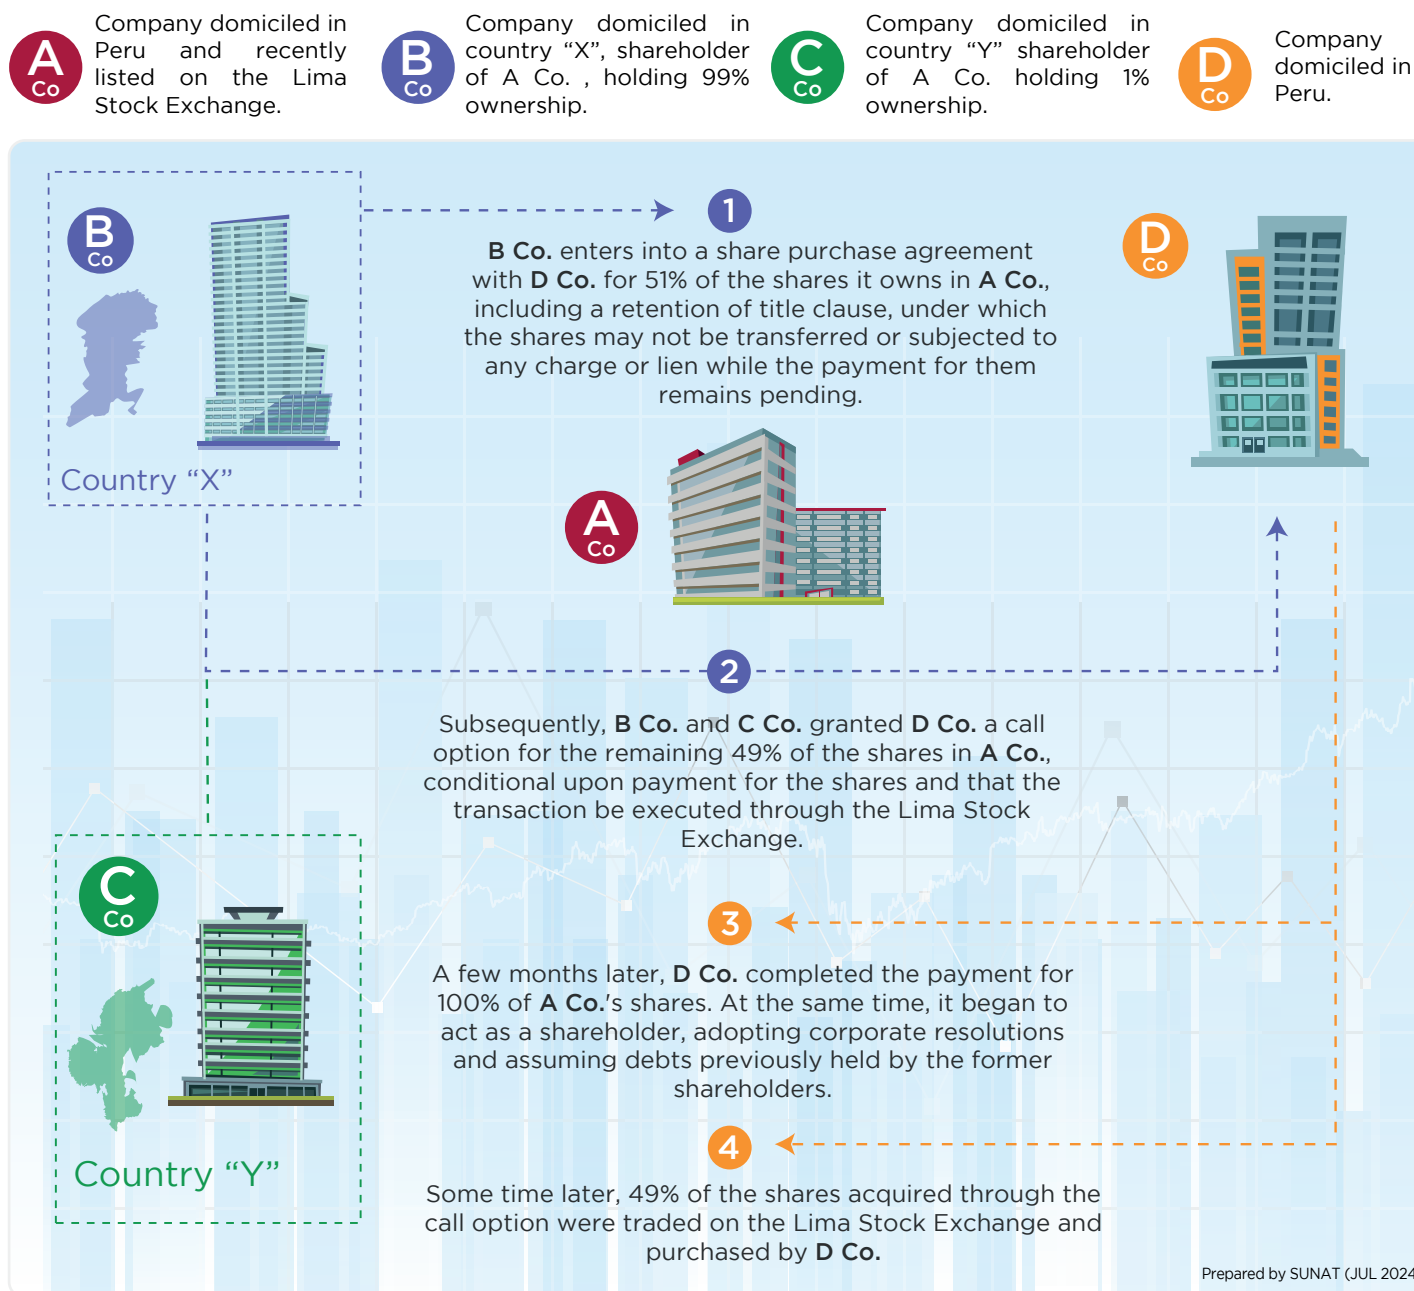 A
Co
Company domiciled in
Peru and recently
listed on the Lima
Stock Exchange.
B
Co
Company domiciled in
country “X”, shareholder
of A Co. , holding 99%
ownership.
C
Co
Company domiciled in
country “Y” shareholder
of A Co. holding 1%
ownership.
D
Co
Company
domiciled in
Peru.
B
Co
Country “X”
1
B Co. enters into a share purchase agreement
with D Co. for 51% of the shares it owns in A Co.,
including a retention of title clause, under which
the shares may not be transferred or subjected to
any charge or lien while the payment for them
remains pending.
D
Co
A
Co
2
Subsequently, B Co. and C Co. granted D Co. a call
option for the remaining 49% of the shares in A Co.,
conditional upon payment for the shares and that the
transaction be executed through the Lima Stock
Exchange.
C
Co
Country “Y”
3
A few months later, D Co. completed the payment for
100% of A Co.'s shares. At the same time, it began to
act as a shareholder, adopting corporate resolutions
and assuming debts previously held by the former
shareholders.
4
Some time later, 49% of the shares acquired through the
call option were traded on the Lima Stock Exchange and
purchased by D Co.
Prepared by SUNAT (JUL 2024